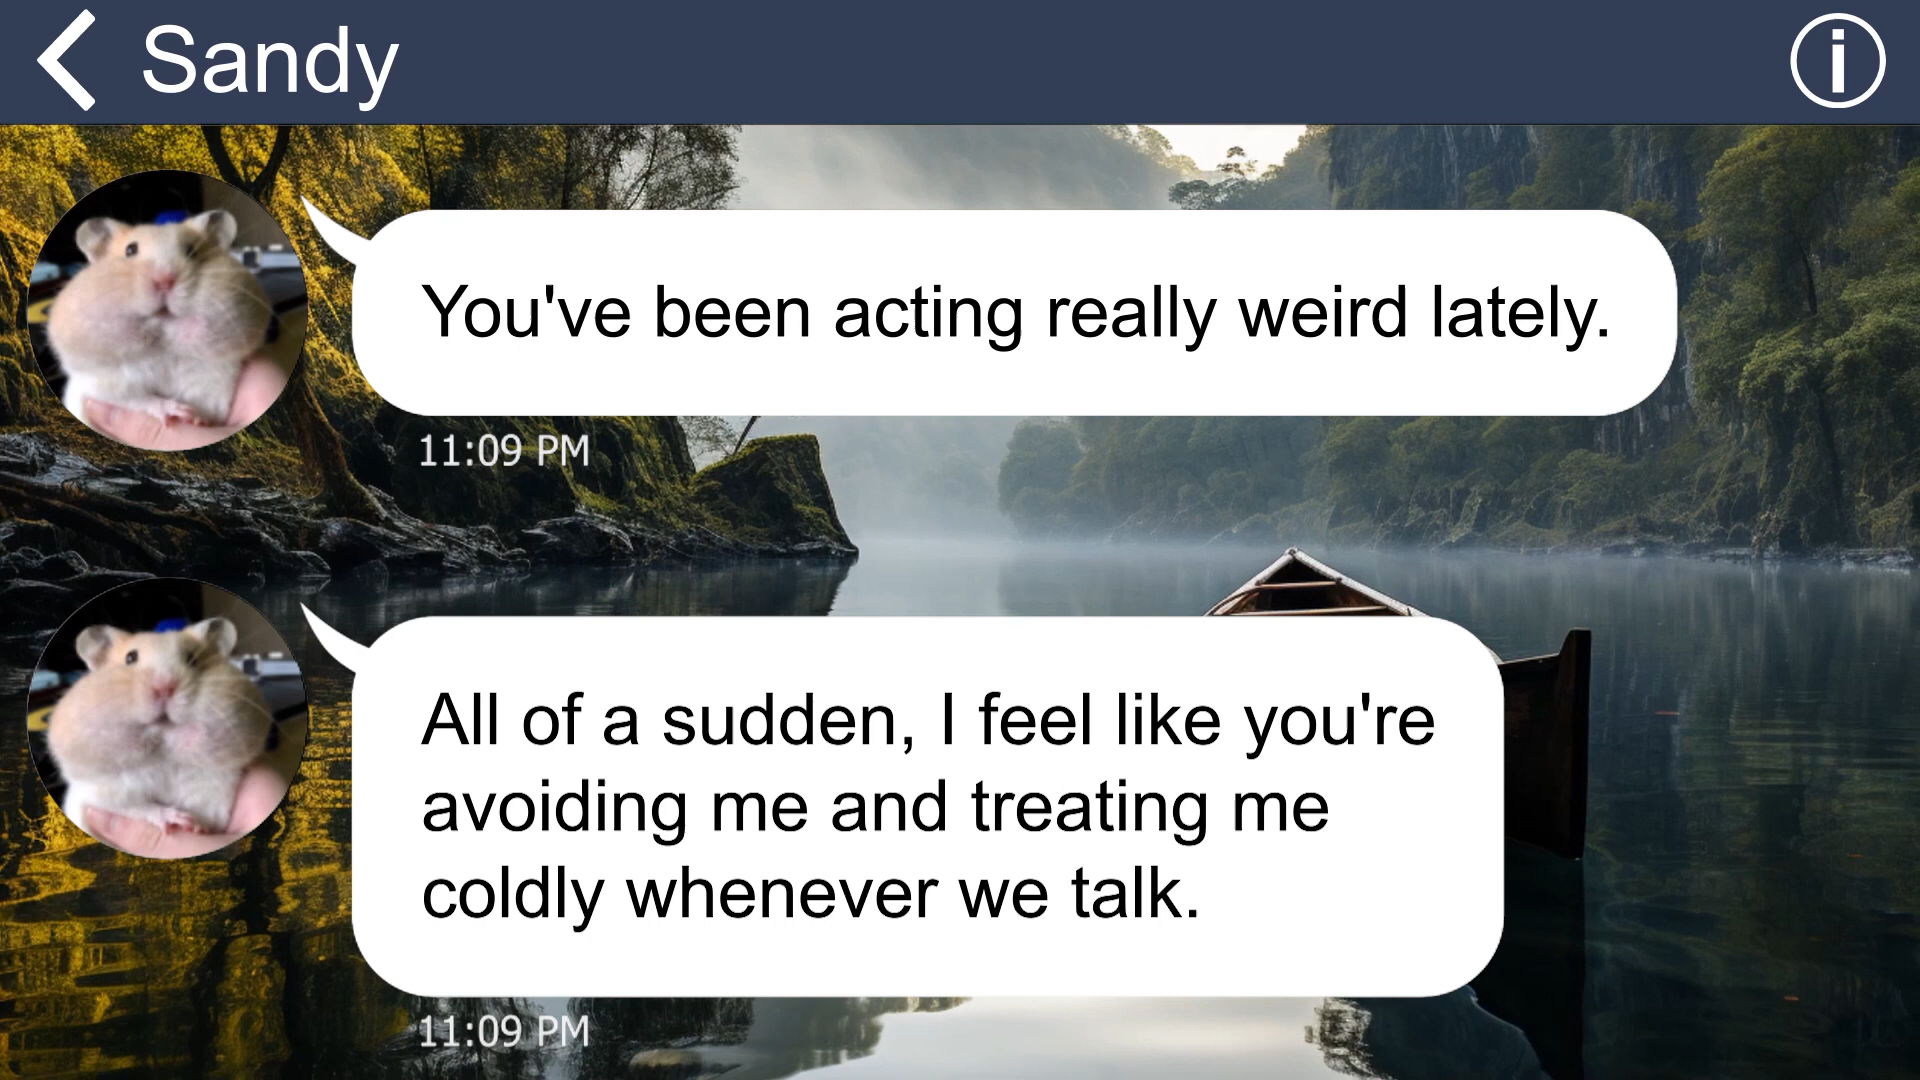 Sandy
You've been acting really weird lately.
11:09 PM
All of a sudden, I feel like you're
avoiding me and treating me
coldly whenever we talk.
11:09 PM